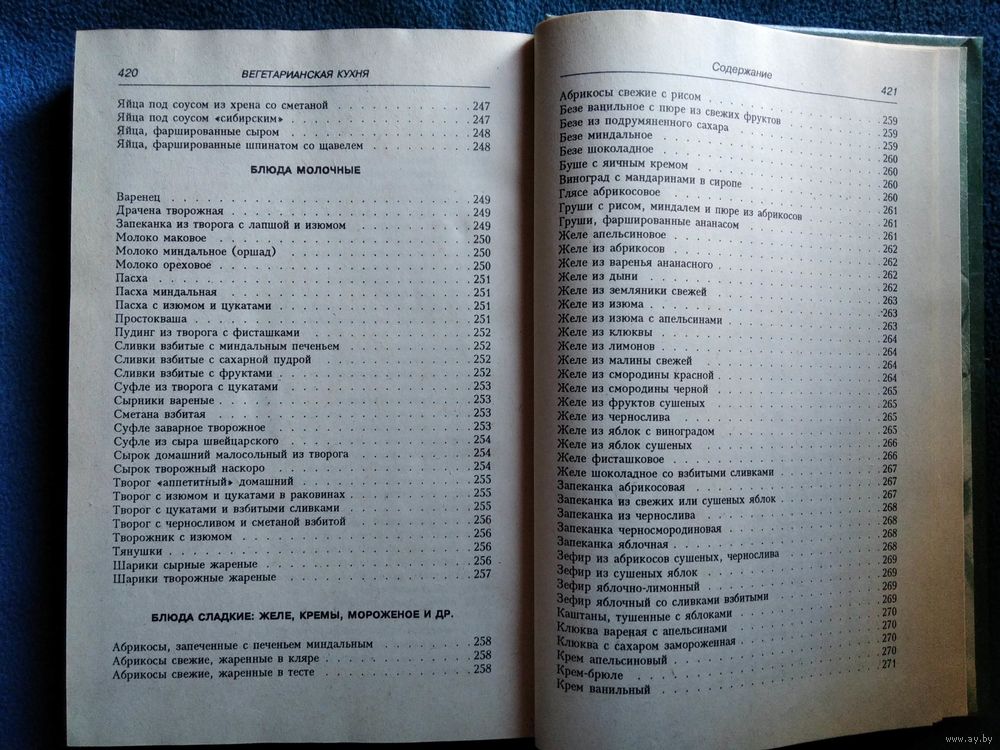 420 ВЕГЕТАРИАНСКАЯ КУХНЯ
Яйца под соусом из хрена со сметаной 247
Яйца под соусом «сибирским» 247
Яйца, фаршированные сыром 248
Яйца, фаршированные шпинатом со щавелем 248
БЛЮДА МОЛОЧНЫЕ
Варенец 249
Драчена творожная 249
Запеканка из творога с лапшой и изюмом 249
Молоко маковое 250
Молоко миндальное (оршад) 250
Молоко ореховое 250
Пасха 251
Пасха миндальная 251
Пасха с изюмом и цукатами 251
Простокваша 251
Пудинг из творога с фисташками 252
Сливки взбитые с миндальным печеньем 252
Сливки взбитые с сахарной пудрой 252
Сливки взбитые с фруктами 252
Суфле из творога с цукатами 253
Сырники вареные 253
Сметана взбитая 253
Суфле заварное творожное 253
Суфле из сыра швейцарского 254
Сырок домашний малосольный из творога 254
Сырок творожный наскоро 254
Творог «аппетитный» домашний 255
Творог с изюмом и цукатами в раковинах 255
Творог с цукатами и взбитыми сливками 255
Творог с черносливом и сметаной взбитой 256
Творожник с изюмом 256
Тянушки 256
Шарики сырные жареные 256
Шарики творожные жареные 257
БЛЮДА СЛАДКИЕ: ЖЕЛЕ, КРЕМЫ, МОРОЖЕНОЕ И ДР.
Абрикосы, запеченные с печеньем миндальным 258
Абрикосы свежие, жаренные в кляре 258
Абрикосы свежие, жаренные в тесте 258
Содержание 421
Абрикосы свежие с рисом 259
Безе ванильное с пюре из свежих фруктов 259
Безе из подрумяненного сахара 259
Безе миндальное 260
Безе шоколадное 260
Буше с яичным кремом 260
Виноград с мандаринами в сиропе 260
Глясе абрикосовое 261
Груши с рисом, миндалем и пюре из абрикосов 261
Груши, фаршированные ананасом 261
Желе апельсиновое 262
Желе из абрикосов 262
Желе из варенья ананасного 262
Желе из дыни 262
Желе из земляники свежей 263
Желе из изюма 263
Желе из изюма с апельсинами 263
Желе из клюквы 264
Желе из лимонов 264
Желе из малины свежей 264
Желе из смородины красной 264
Желе из смородины черной 265
Желе из фруктов сушеных 265
Желе из чернослива 265
Желе из яблок с виноградом 265
Желе из яблок сушеных 266
Желе фисташковое 266
Желе шоколадное со взбитыми сливками 267
Запеканка абрикосовая 267
Запеканка из свежих или сушеных яблок 267
Запеканка из чернослива 268
Запеканка черносмородиновая 268
Запеканка яблочная 268
Зефир из абрикосов сушеных, чернослива 268
Зефир из сушеных яблок 269
Зефир яблочно-лимонный 269
Зефир яблочный со сливками взбитыми 269
Каштаны, тушенные с яблоками 269
Клюква вареная с апельсинами 270
Клюква с сахаром замороженная 270
Крем апельсиновый 270
Крем-брюле 270
Крем ванильный 271
www.ay.by